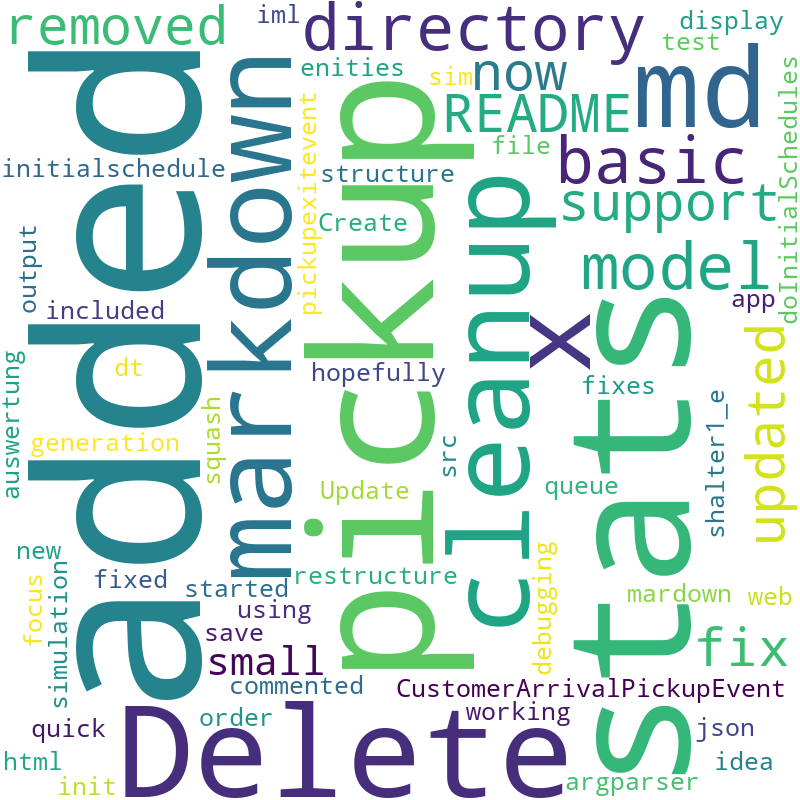 removed
iml
directory
display
test
added
markdown
enities
sim
now
README
md
pickup
file
basic
doInitialSchedules
initialschedule
pickupexitevent
structure
cleanup
support
Create
output
model
included
X
stats
app
updated
auswertung
dt
hopefully
fixes
squash
shalter1_e
generation
src
Update
queue
new
fixed
started
restructure
debugging
mardown
web
focus
simulation
using
save
small
fix
commented
CustomerArrivalPickupEvent
quick
order
Delete
working
json
html
idea
init
argparser